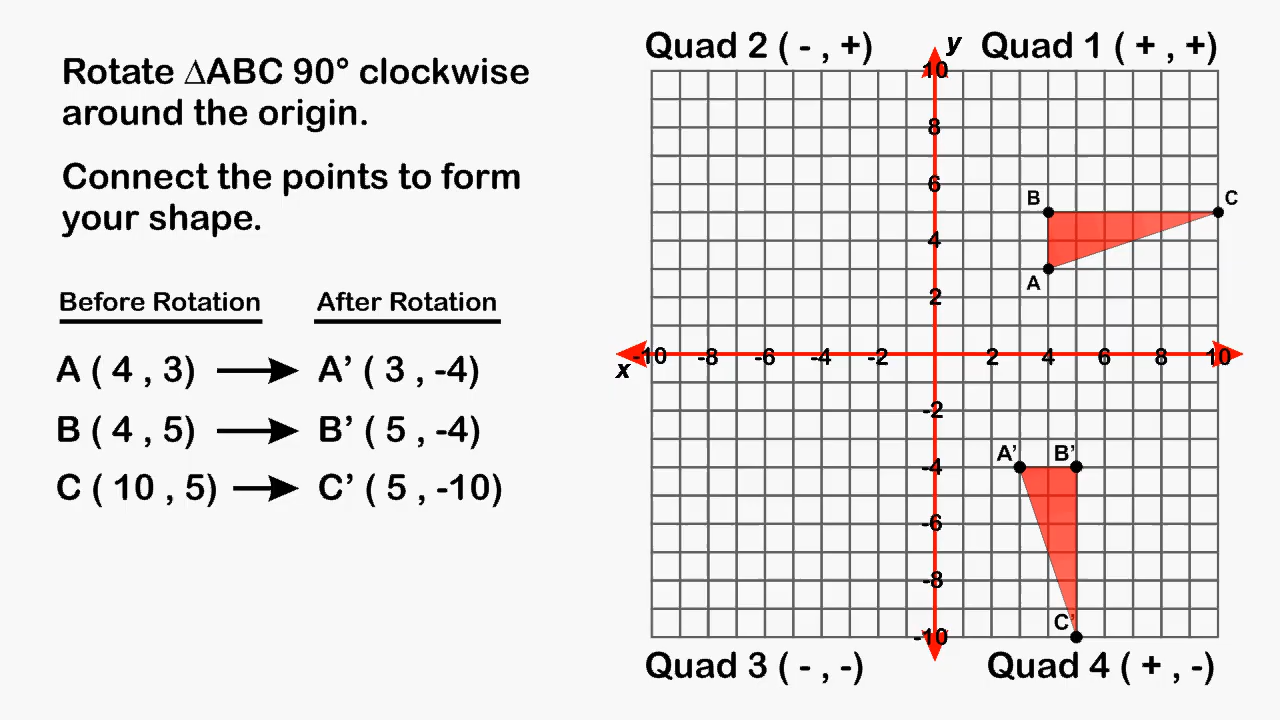 Rotate ∆ABC 90° clockwise
around the origin.
Connect the points to form
your shape.
Before Rotation After Rotation
A ( 4 , 3) A’ ( 3 , -4)
B ( 4 , 5) B’ ( 5 , -4)
C ( 10 , 5) C’ ( 5 , -10)
Quad 2 ( - , +) y Quad 1 ( + , +)
10
8
6
B C
4
A
2
-10 -8 -6 -4 -2 2 4 6 8 10
x
-2
A’ B’
-4
-6
-8
C’
-10
Quad 3 ( - , -) Quad 4 ( + , -)